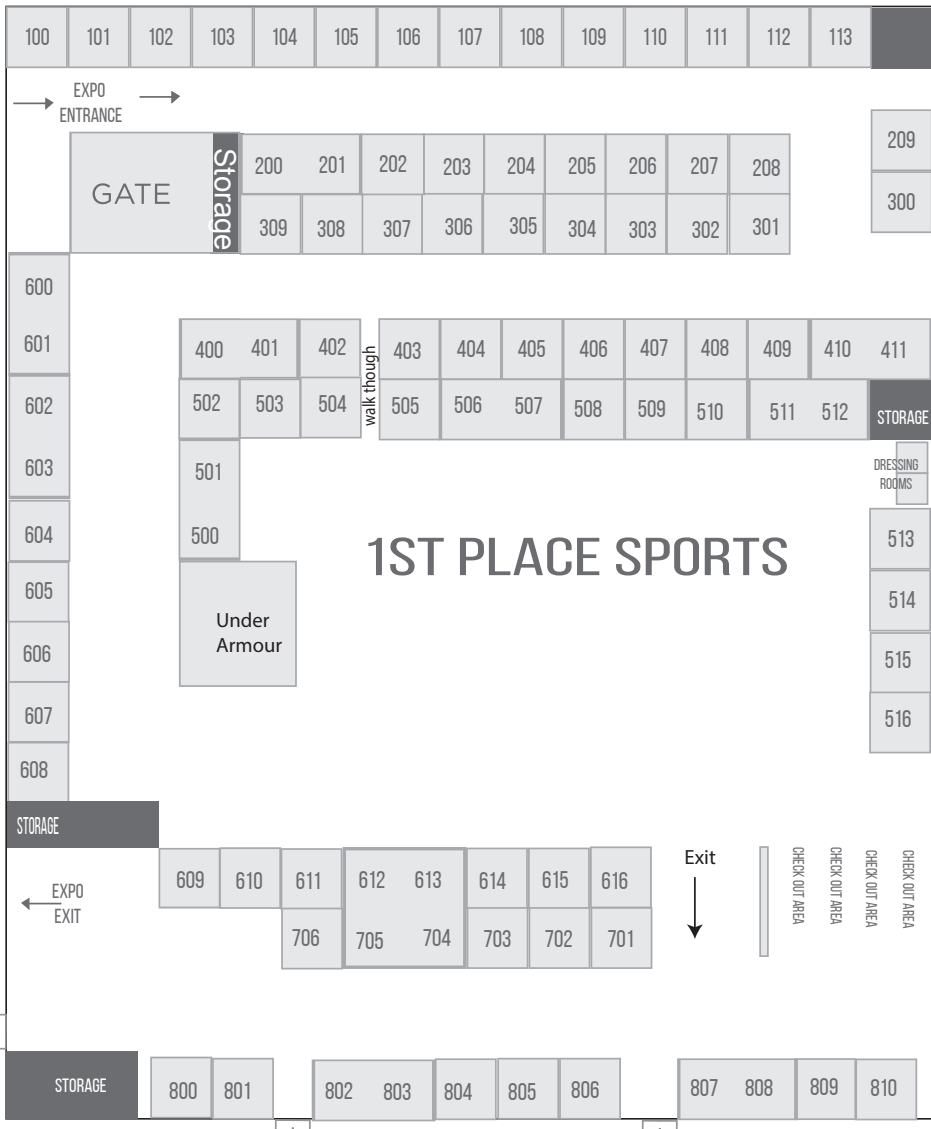 100 101 102 103 104 105 106 107 108 109 110 111 112 113
EXPO
ENTRANCE
GATE
Storage
200 201 202 203 204 205 206 207 208
209
309 308 307 306 305 304 303 302 301
300
600
601
602
603
604
605
606
607
608
400 401 402
walk though
403 404 405 406 407 408 409 410 411
502 503 504
505 506 507 508 509 510 511 512
STORAGE
501
500
DRESSING
ROOMS
1ST PLACE SPORTS
513
514
515
516
Under
Armour
STORAGE
EXPO
EXIT
609 610 611 612 613 614 615 616
706 705 704 703 702 701
Exit
CHECK OUT AREA
CHECK OUT AREA
CHECK OUT AREA
CHECK OUT AREA
STORAGE
800 801 802 803 804 805 806 807 808 809 810